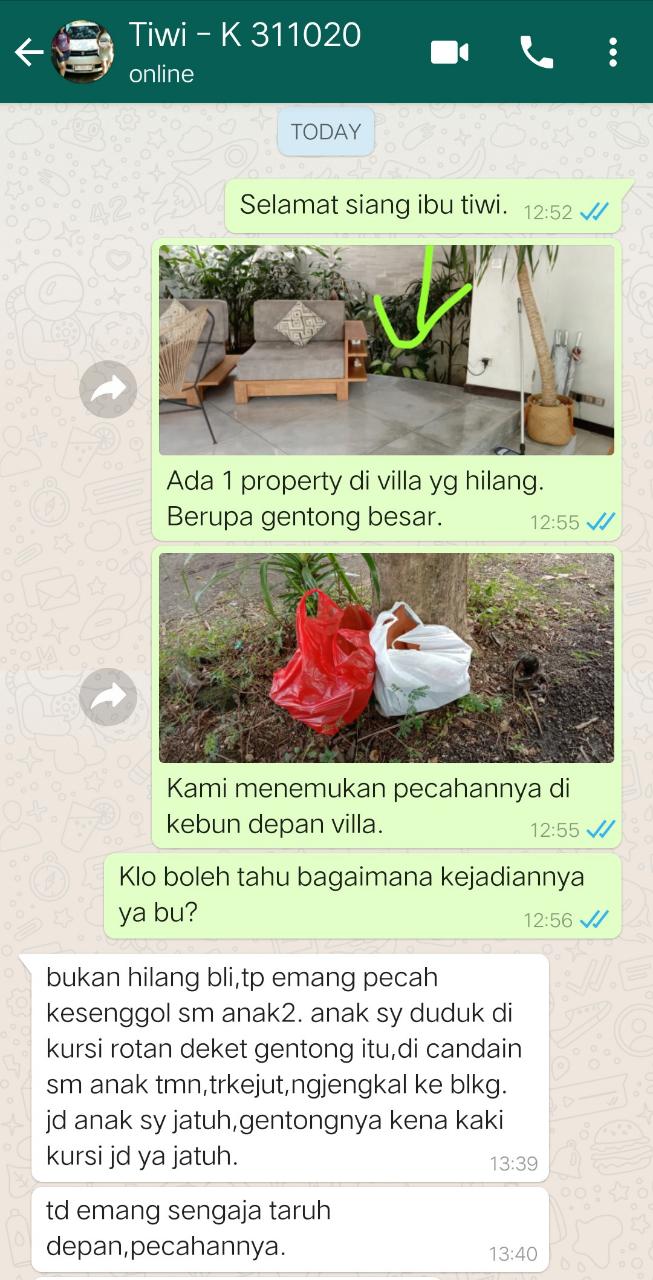 Tiwi - K 311020
online
TODAY
Selamat siang ibu tiwi. 12:52
Ada 1 property di villa yg hilang.
Berupa gentong besar. 12:55
Kami menemukan pecahannya di
kebun depan villa. 12:55
Klo boleh tahu bagaimana kejadiannya
ya bu? 12:56
bukan hilang bli,tp emang pecah
kesenggol sm anak2. anak sy duduk di
kursi rotan deket gentong itu,di candain
sm anak tmn,trkejut,ngjengkal ke blkg.
jd anak sy jatuh,gentongnya kena kaki
kursi jd ya jatuh. 13:39
td emang sengaja taruh
depan,pecahannya. 13:40